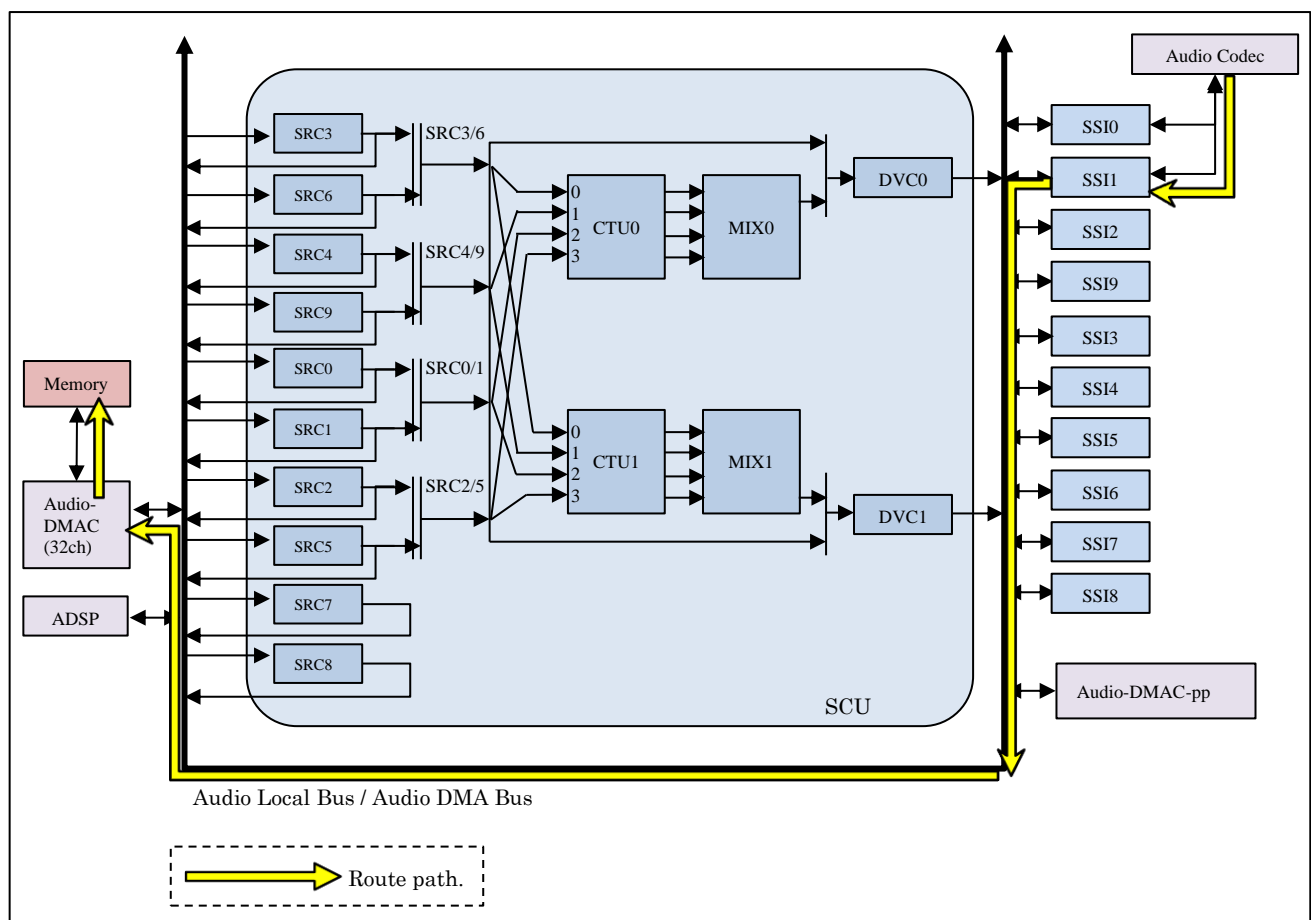 Audio Codec
SRC3
SRC3/6
SSI0
SSI1
SRC6
DVC0
0
1
2
3
CTU0
MIX0
SSI2
SRC4
SRC4/9
SSI9
SRC9
SSI3
SRC0
SRC0/1
Memory
SSI4
SRC1
0
1
2
3
CTU1
MIX1
SSI5
SRC2
SRC2/5
SSI6
Audio-
DMAC
(32ch)
DVC1
SRC5
SSI7
SRC7
SSI8
ADSP
SRC8
Audio-DMAC-pp
SCU
Audio Local Bus / Audio DMA Bus
Route path.